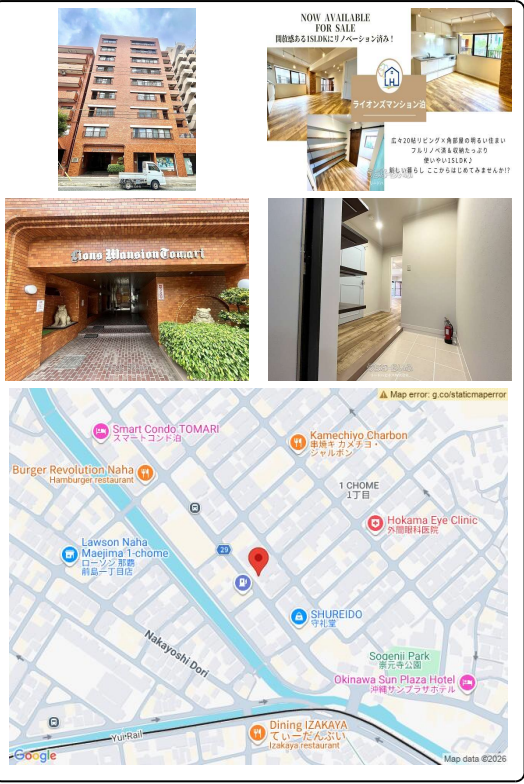 NOW AVAILABLE
FOR SALE
開放感ある1SLDKにリノベーション済み！
LHL
ライオンズマンション泊
広々20帖リビング×角部屋の明るい住まい
フルリノベ済＆収納たっぷり
使いやい1SLDK♪
新しい暮らし ここからはじめてみませんか!?
Lions Mansion Tomari
Map error: g.co/staticmaperror
Smart Condo TOMARI
スマートコンド泊
Kamechiyo Charbon
串焼キ カメチヨ・
シャルボン
Burger Revolution Naha
Hamburger restaurant
1 CHOME
1丁目
Hokama Eye Clinic
外間眼科医院
Lawson Naha
Maejima 1-chome
ローソン 那覇
前島一丁目店
29
SHUREIDO
守礼堂
Nakayoshi Dori
Sogenji Park
崇元寺公園
Okinawa Sun Plaza Hotel
沖縄サンプラザホテル
Yui Rail
Dining IZAKAYA
てぃーだんぶい
Izakaya restaurant
Google
Map data ©2026